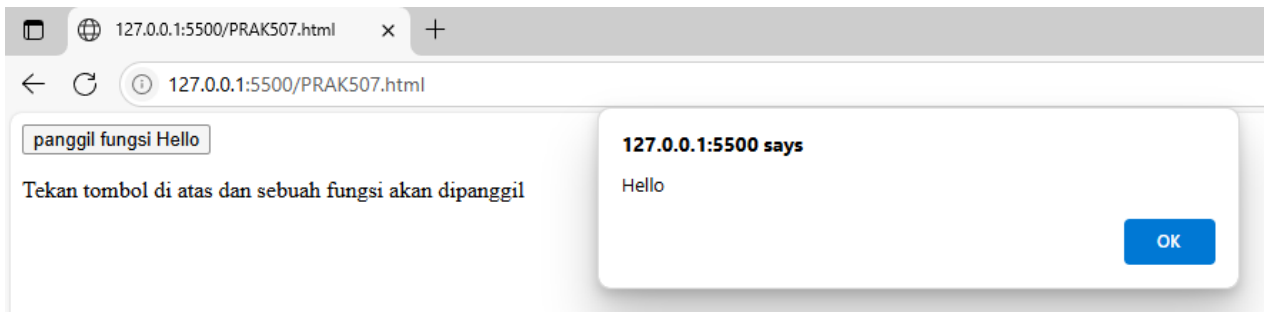 127.0.0.1:5500/PRAK507.html
127.0.0.1:5500/PRAK507.html
panggil fungsi Hello
Tekan tombol di atas dan sebuah fungsi akan dipanggil
127.0.0.1:5500 says
Hello
OK